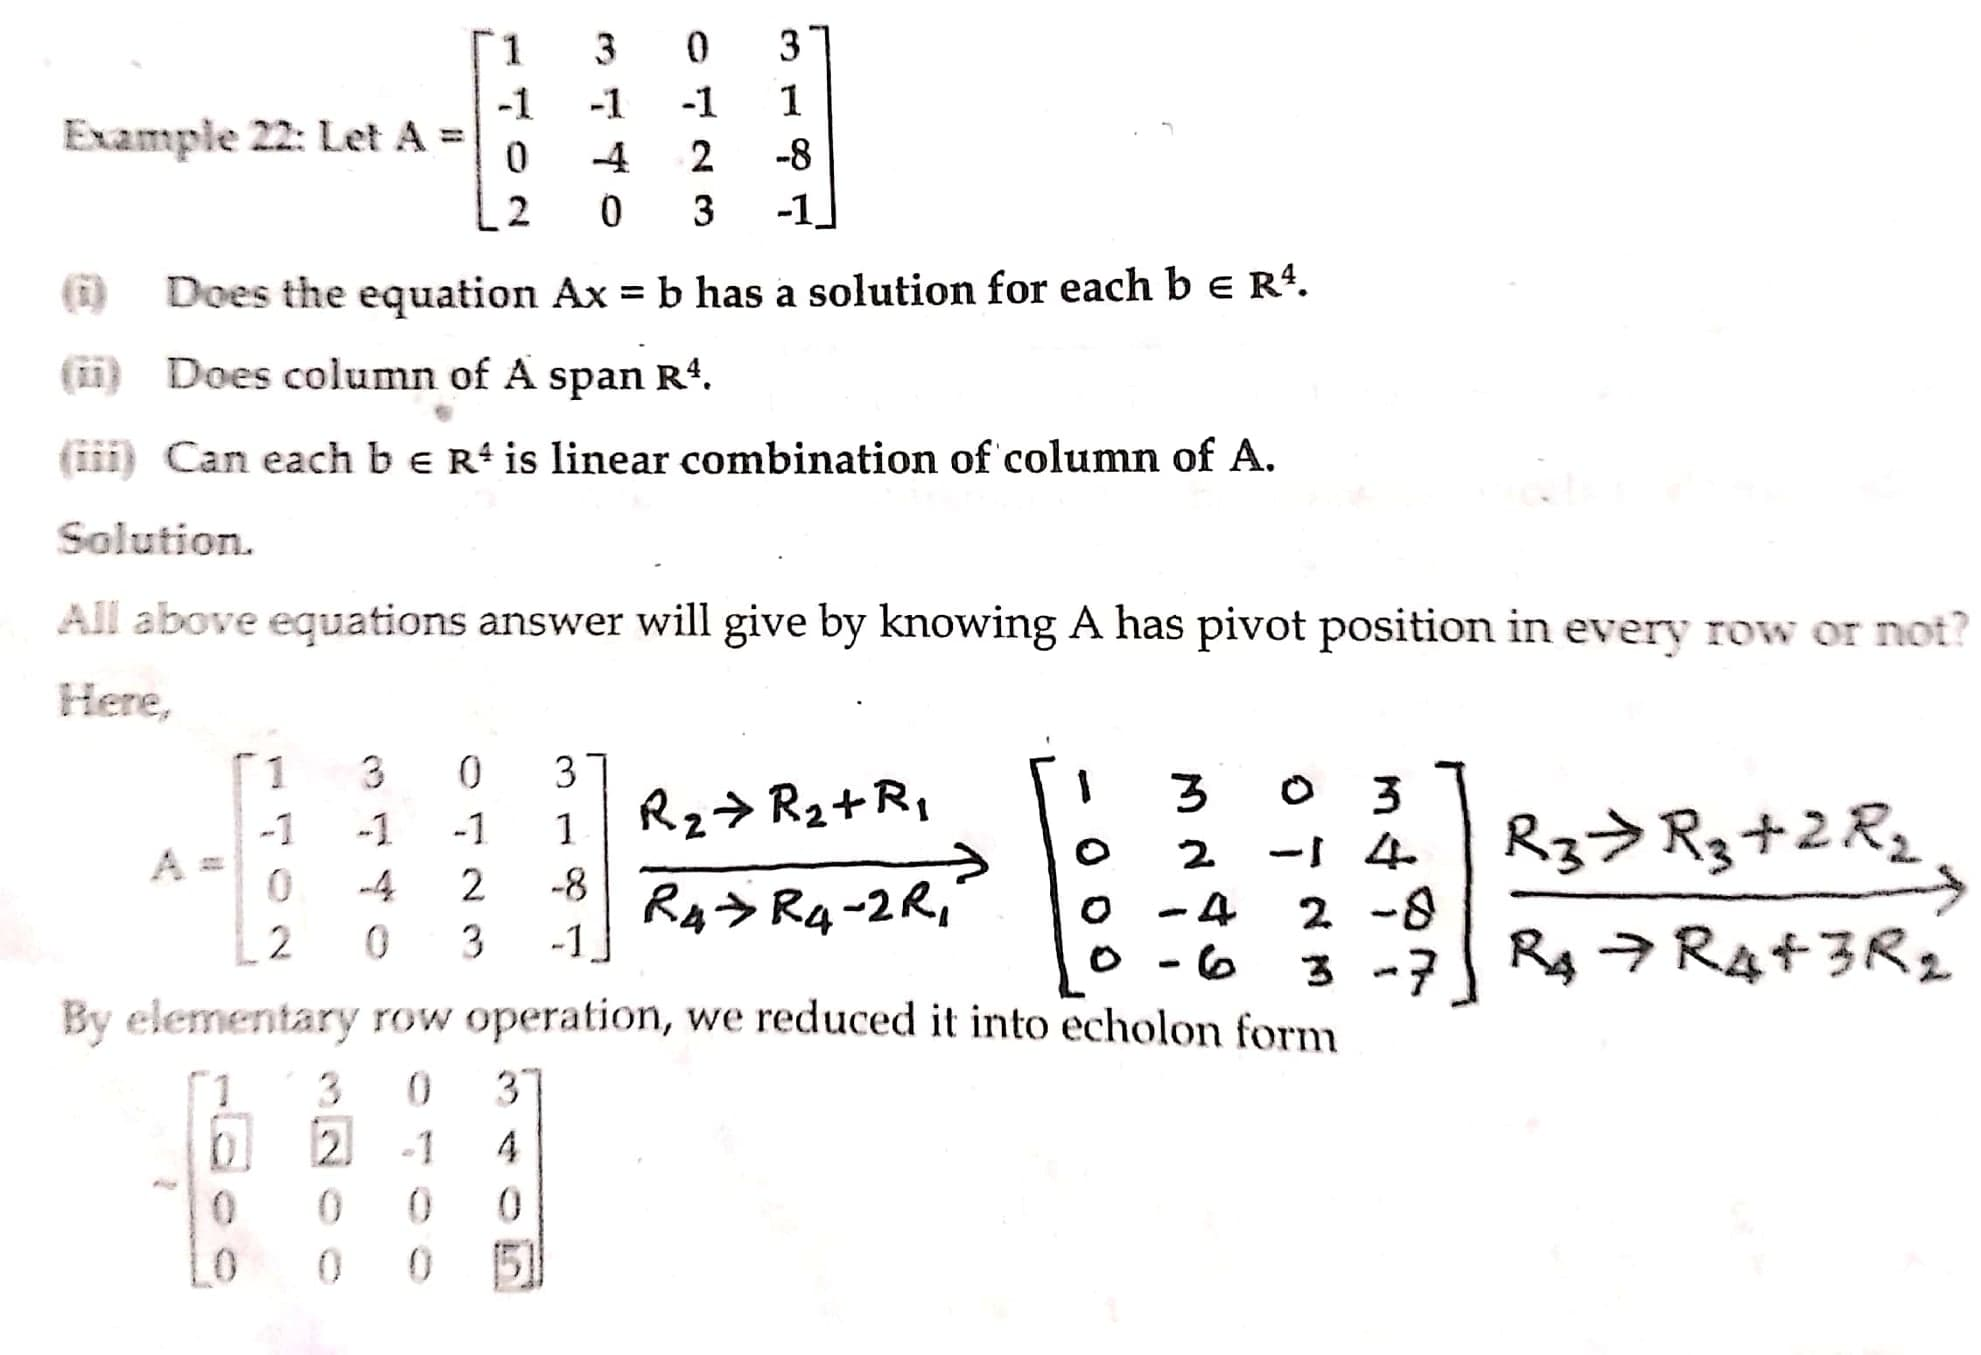 Example 22: Let A = [1 3 0 3
-1 -1 -1 1
0 -4 2 -8
2 0 3 -1]
(i) Does the equation Ax = b has a solution for each b ∈ R⁴.
(ii) Does column of A span R⁴.
(iii) Can each b ∈ R⁴ is linear combination of column of A.
Solution.
All above equations answer will give by knowing A has pivot position in every row or not?
Here,
A = [1 3 0 3
-1 -1 -1 1
0 -4 2 -8
2 0 3 -1]
R₂→R₂+R₁
R₄→R₄-2R₁
[1 3 0 3
0 2 -1 4
0 -4 2 -8
0 -6 3 -7]
R₃→R₃+2R₂
R₄→R₄+3R₂
By elementary row operation, we reduced it into echolon form
~ [1 3 0 3
0 2 -1 4
0 0 0 0
0 0 0 5]